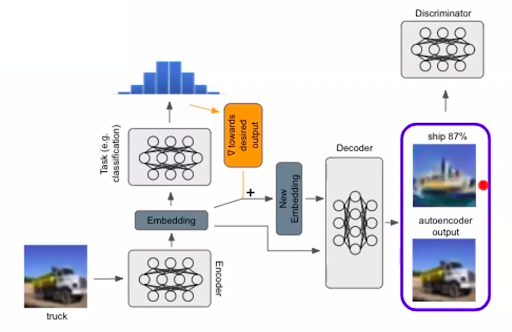 Discriminator
ship 87%
autoencoder
output
Decoder
Task (e.g.
classification)
∇ towards
desired
output
+
New
Embedding
Embedding
Encoder
truck